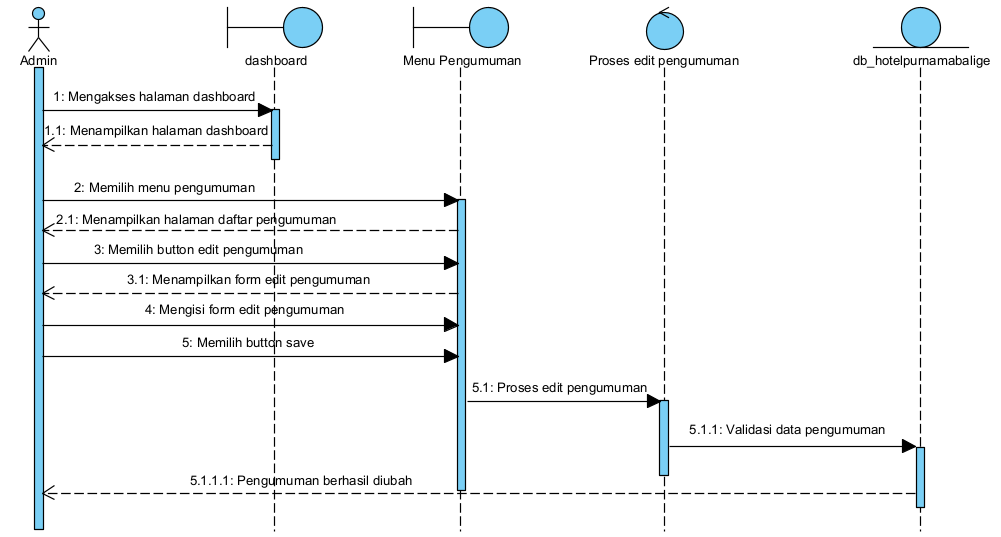 Admin
dashboard
Menu Pengumuman
Proses edit pengumuman
db_hotelpurnamabalige
1: Mengakses halaman dashboard
1.1: Menampilkan halaman dashboard
2: Memilih menu pengumuman
2.1: Menampilkan halaman daftar pengumuman
3: Memilih button edit pengumuman
3.1: Menampilkan form edit pengumuman
4: Mengisi form edit pengumuman
5: Memilih button save
5.1: Proses edit pengumuman
5.1.1: Validasi data pengumuman
5.1.1.1: Pengumuman berhasil diubah